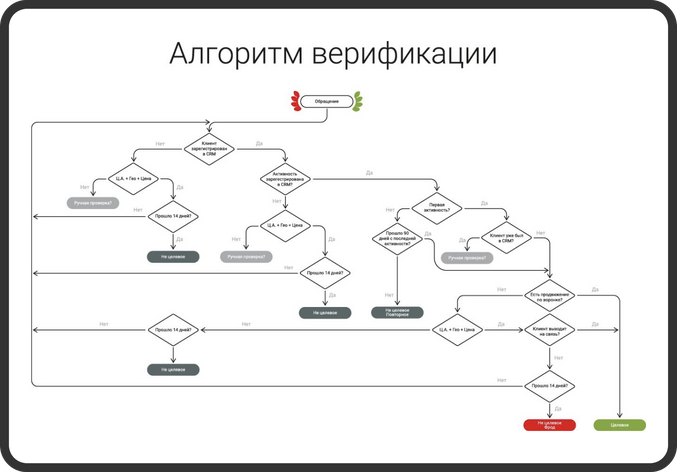 Алгоритм верификации
Обращение
Клиент
зарегистрирован
в CRM
Нет
Да
Ц.А. + Гео + Цена
Активность
зарегестрирована
в CRM?
Да
Нет
Да
Нет
Ручная проверка?
Прошло 14 дней?
Первая
активность?
Нет
Да
Ц.А. + Гео + Цена
Прошло 90
дней с последней
активности?
Да
Клиент уже был
в CRM?
Нет
Да
Не целевое
Нет
Да
Ручная проверка?
Да
Ручная проверка?
Нет
Прошло 14 дней?
Да
Не целевое
Нет
Не целевое
Повторное
Есть продвижение
по воронке?
Нет
Да
Нет
Прошло 14 дней?
Нет
Ц.А. + Гео + Цена
Да
Клиент выходит
на связь?
Да
Да
Не целевое
Нет
Нет
Прошло 14 дней?
Да
Не целевое
Фрод
Целевое